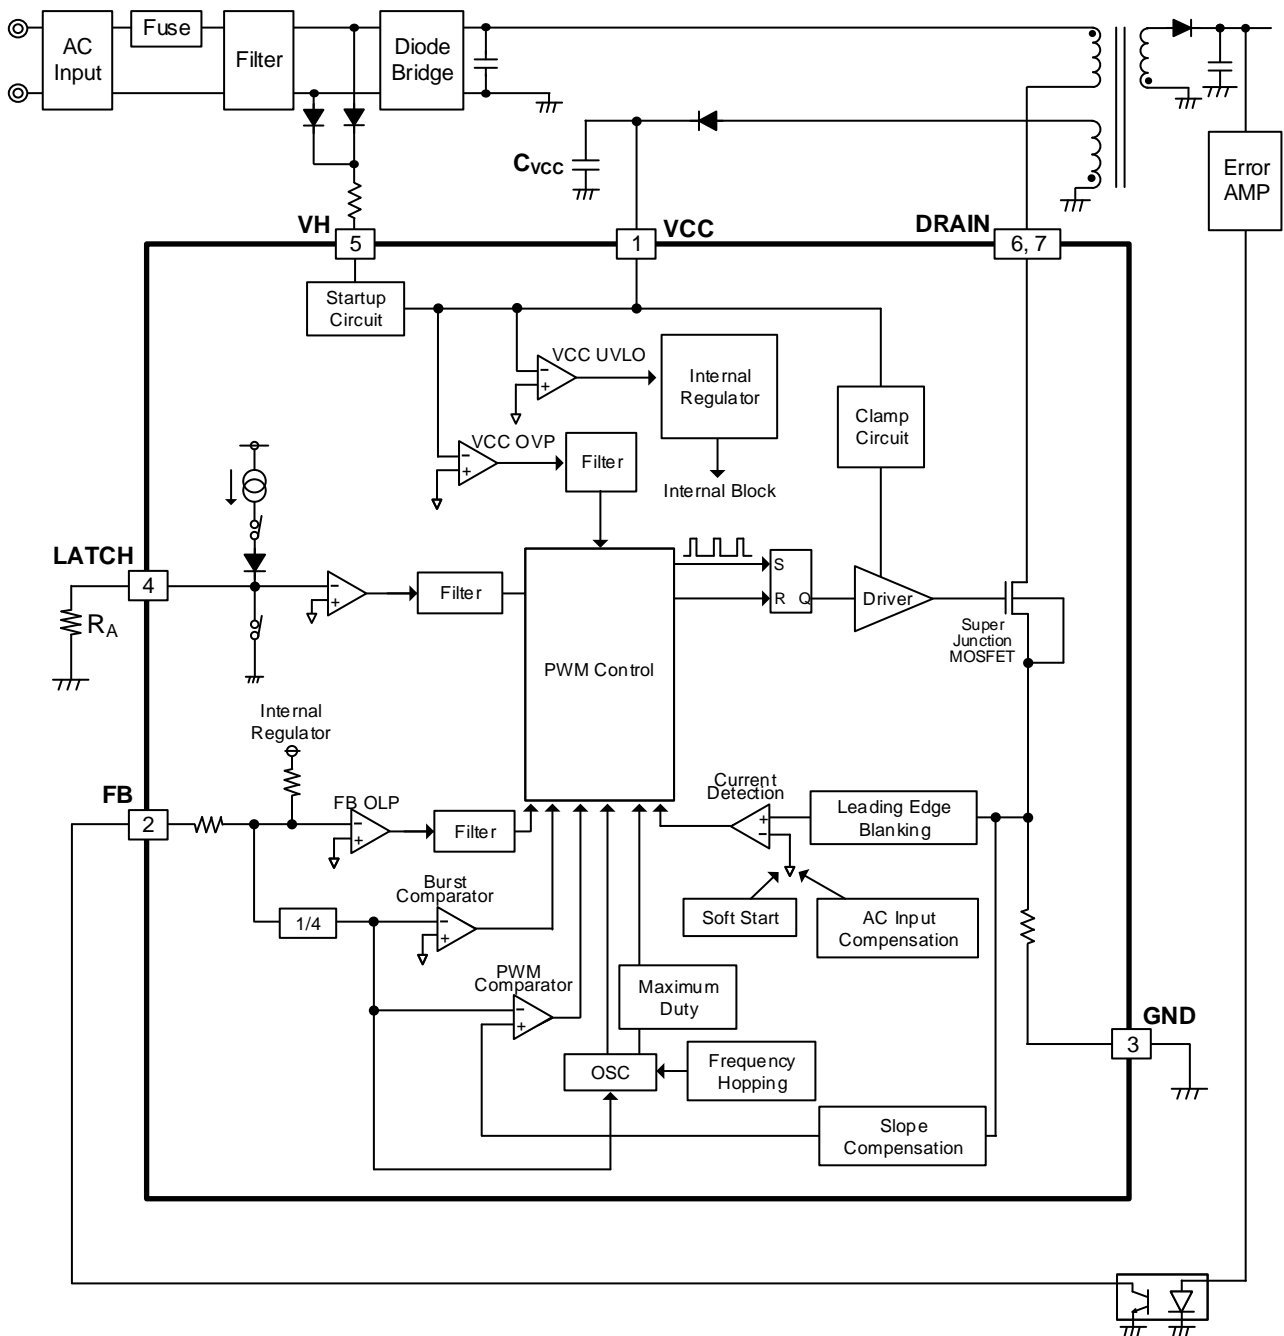 AC
Input
Fuse
Filter
Diode
Bridge
CVCC
Error
AMP
VH
5
VCC
1
DRAIN
6, 7
Startup
Circuit
VCC UVLO
Internal
Regulator
Clamp
Circuit
VCC OVP
Filter
Internal Block
LATCH
4
Filter
RA
S
R Q
Driver
Super
Junction
MOSFET
PWM Control
Internal
Regulator
FB
2
FB OLP
Filter
Current
Detection
Leading Edge
Blanking
Burst
Comparator
1/4
Soft Start
AC Input
Compensation
PWM
Comparator
Maximum
Duty
GND
3
OSC
Frequency
Hopping
Slope
Compensation